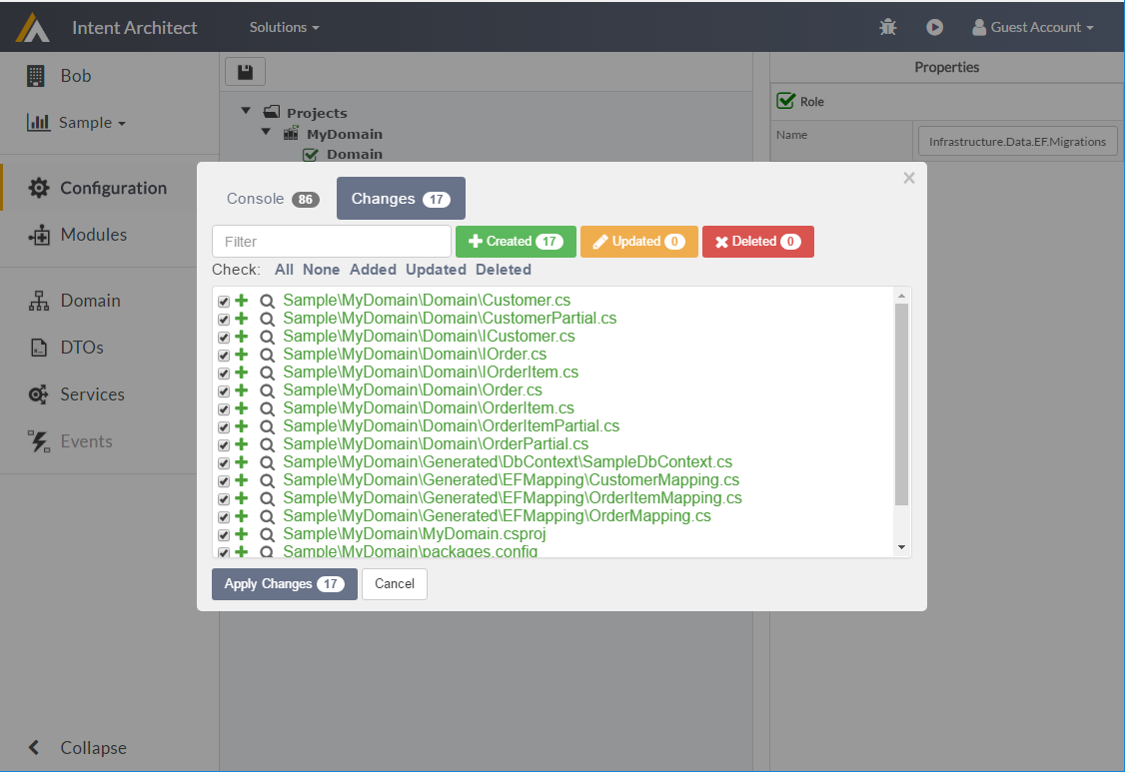 Intent Architect Solutions Guest Account
Bob
Sample
Configuration
Modules
Domain
DTOs
Services
Events
Collapse
Projects
MyDomain
Domain
Properties
Role
Name Infrastructure.Data.EF.Migrations
Console 86 Changes 17
Filter Created 17 Updated 0 Deleted 0
Check: All None Added Updated Deleted
Sample\MyDomain\Domain\Customer.cs
Sample\MyDomain\Domain\CustomerPartial.cs
Sample\MyDomain\Domain\ICustomer.cs
Sample\MyDomain\Domain\IOrder.cs
Sample\MyDomain\Domain\IOrderItem.cs
Sample\MyDomain\Domain\Order.cs
Sample\MyDomain\Domain\OrderItem.cs
Sample\MyDomain\Domain\OrderItemPartial.cs
Sample\MyDomain\Domain\OrderPartial.cs
Sample\MyDomain\Generated\DbContext\SampleDbContext.cs
Sample\MyDomain\Generated\EFMapping\CustomerMapping.cs
Sample\MyDomain\Generated\EFMapping\OrderItemMapping.cs
Sample\MyDomain\Generated\EFMapping\OrderMapping.cs
Sample\MyDomain\MyDomain.csproj
Sample\MyDomain\packages.config
Apply Changes 17 Cancel